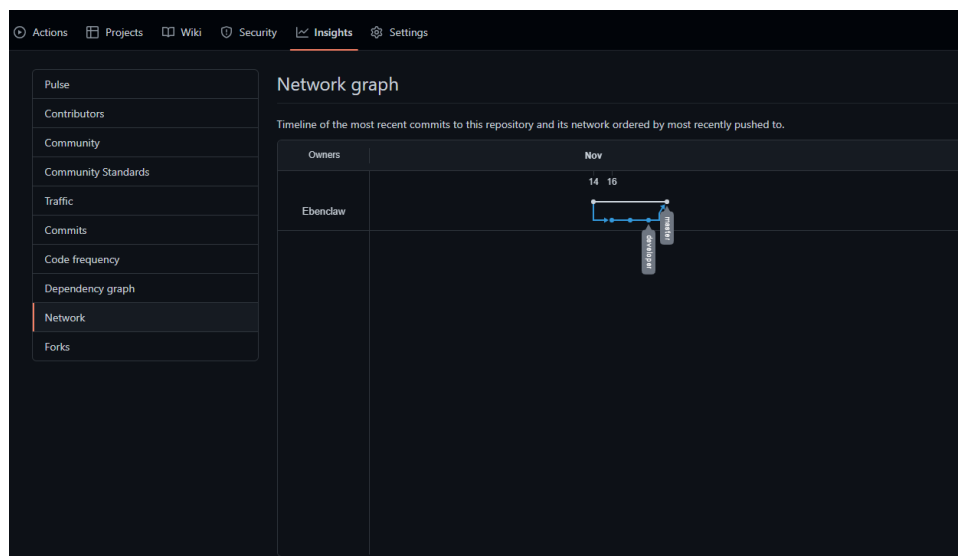 Actions Projects Wiki Security Insights Settings
Pulse
Contributors
Community
Community Standards
Traffic
Commits
Code frequency
Dependency graph
Network
Forks
Network graph
Timeline of the most recent commits to this repository and its network ordered by most recently pushed to.
Owners Nov
14 16
Ebenclaw
master
developer